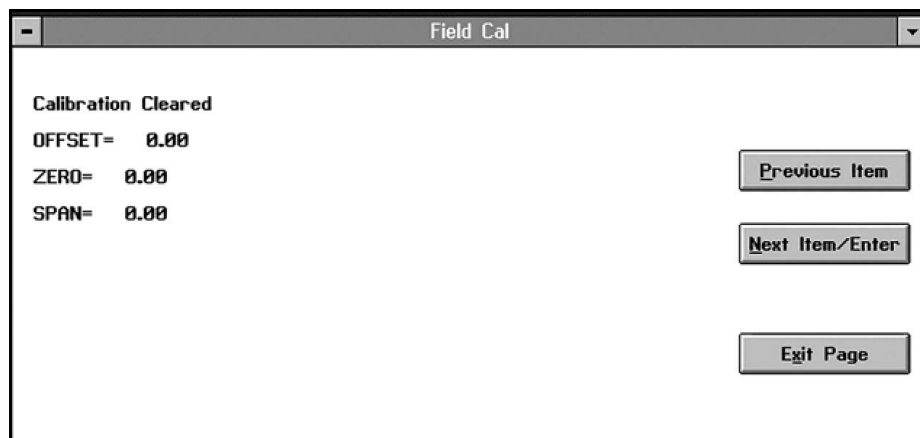 Field Cal
Calibration Cleared
OFFSET= 0.00
ZERO= 0.00
SPAN= 0.00
Previous Item
Next Item/Enter
Exit Page